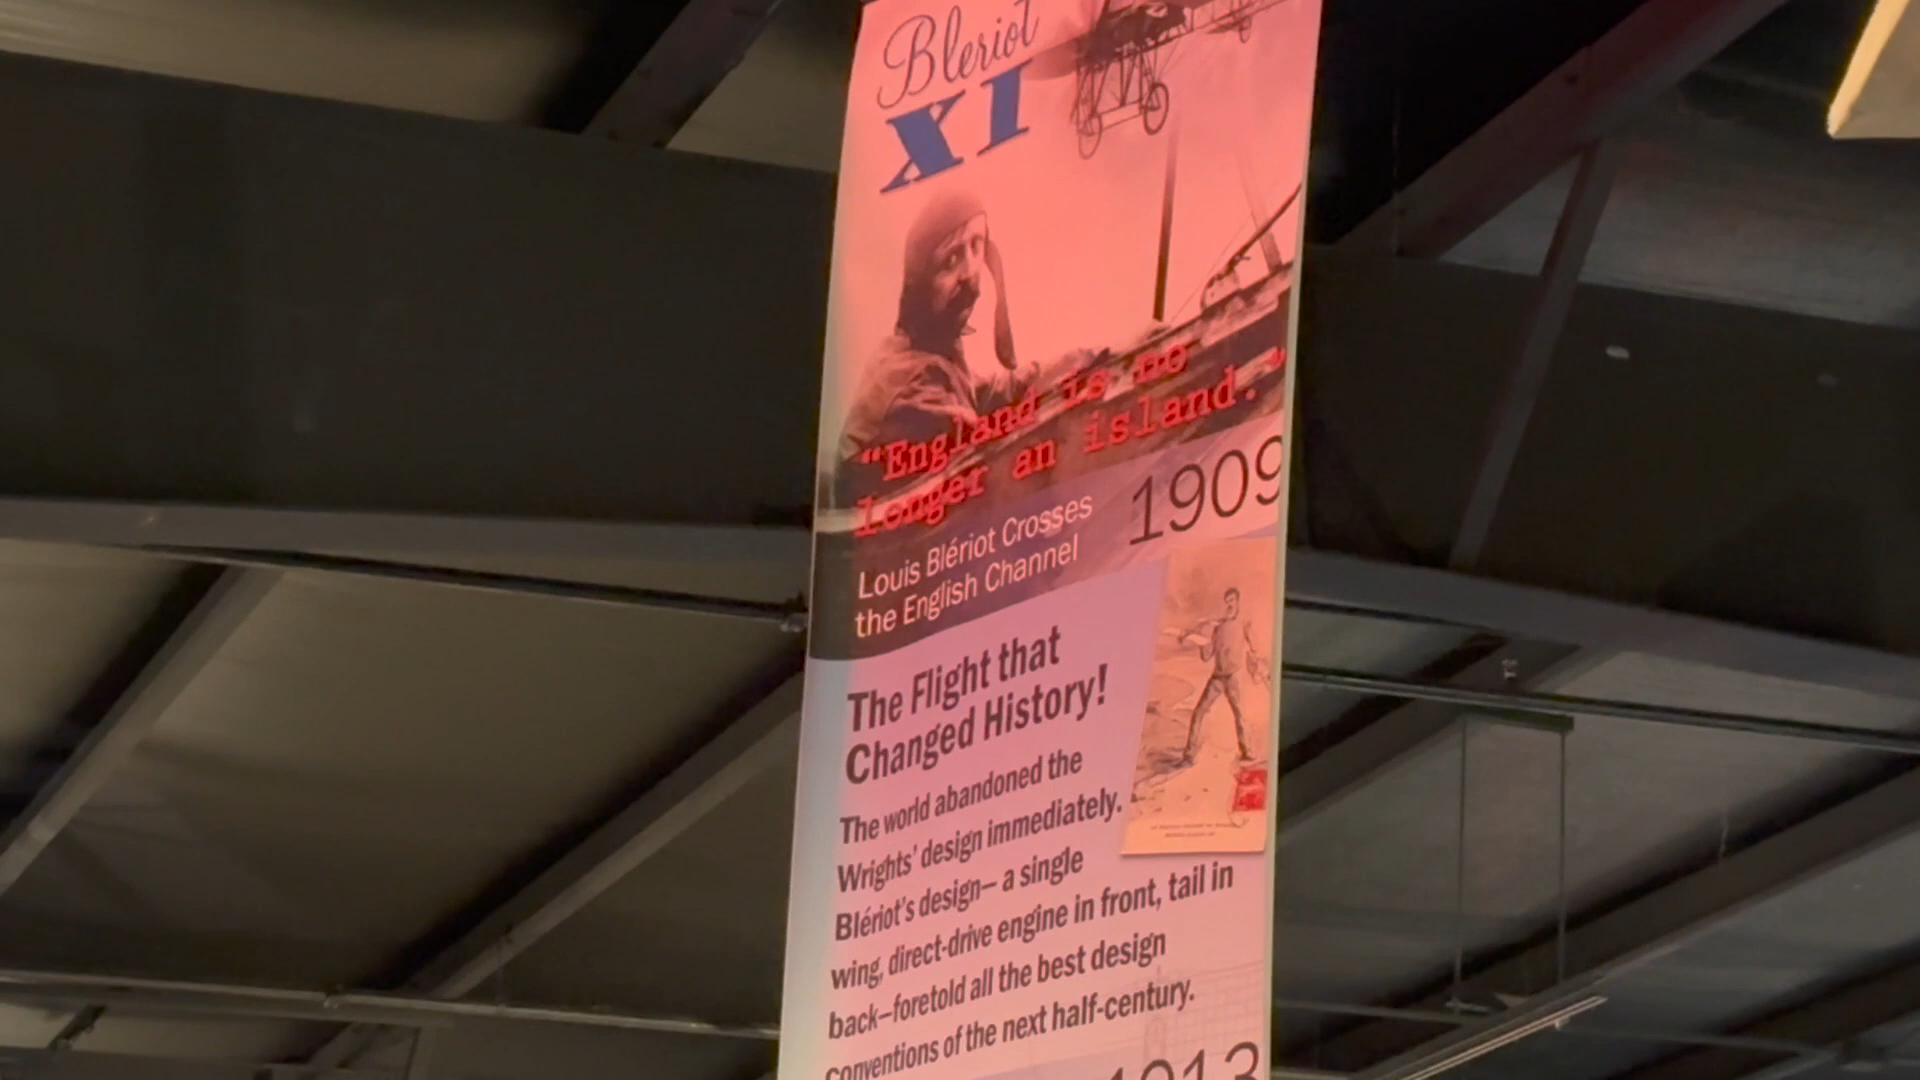 Bleriot
XI
“England is no
longer an island.”
1909
Louis Blériot Crosses
the English Channel
The Flight that
Changed History!
The world abandoned the
Wrights’ design immediately.
Blériot’s design– a single
wing, direct-drive engine in front, tail in
back–foretold all the best design
conventions of the next half-century.
1913